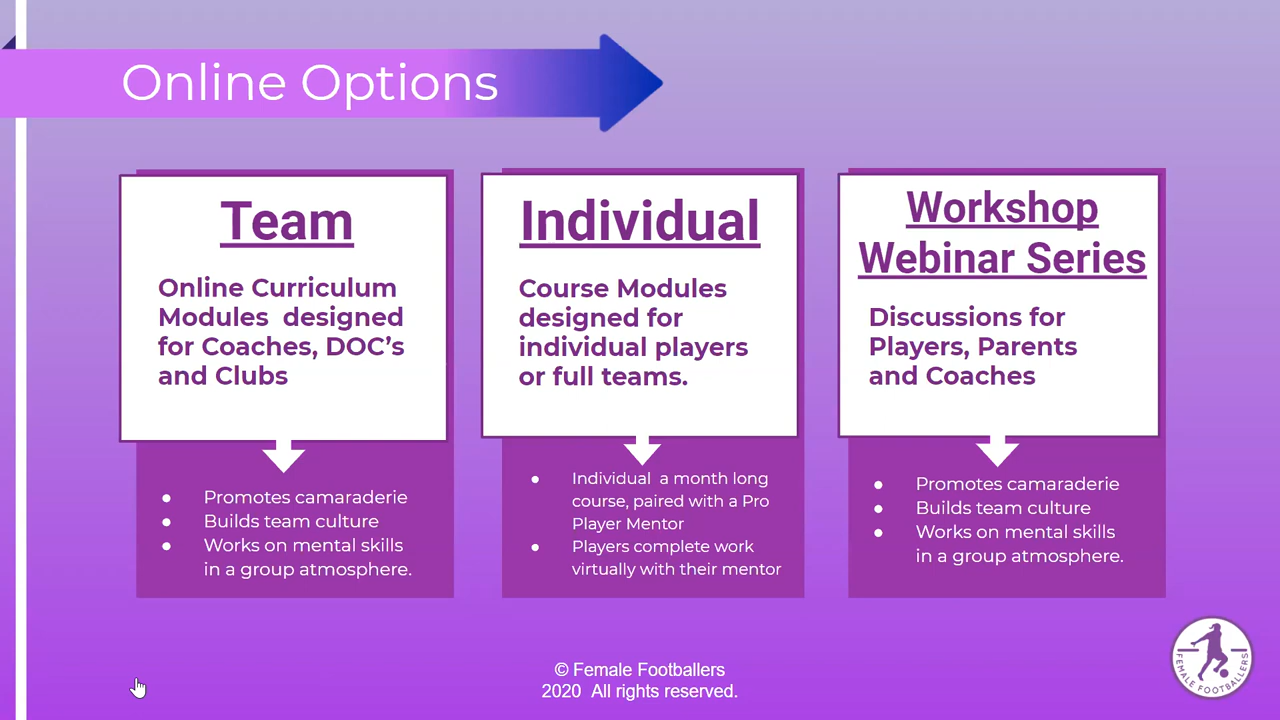 Online Options
Team
Online Curriculum
Modules  designed
for Coaches, DOC's
and Clubs
● Promotes camaraderie
● Builds team culture
● Works on mental skills
in a group atmosphere.
Individual
Course Modules
designed for
individual players
or full teams.
● Individual  a month long
course, paired with a Pro
Player Mentor
● Players complete work
virtually with their mentor
Workshop
Webinar Series
Discussions for
Players, Parents
and Coaches
● Promotes camaraderie
● Builds team culture
● Works on mental skills
in a group atmosphere.
© Female Footballers
2020  All rights reserved.
FEMALE FOOTBALLERS